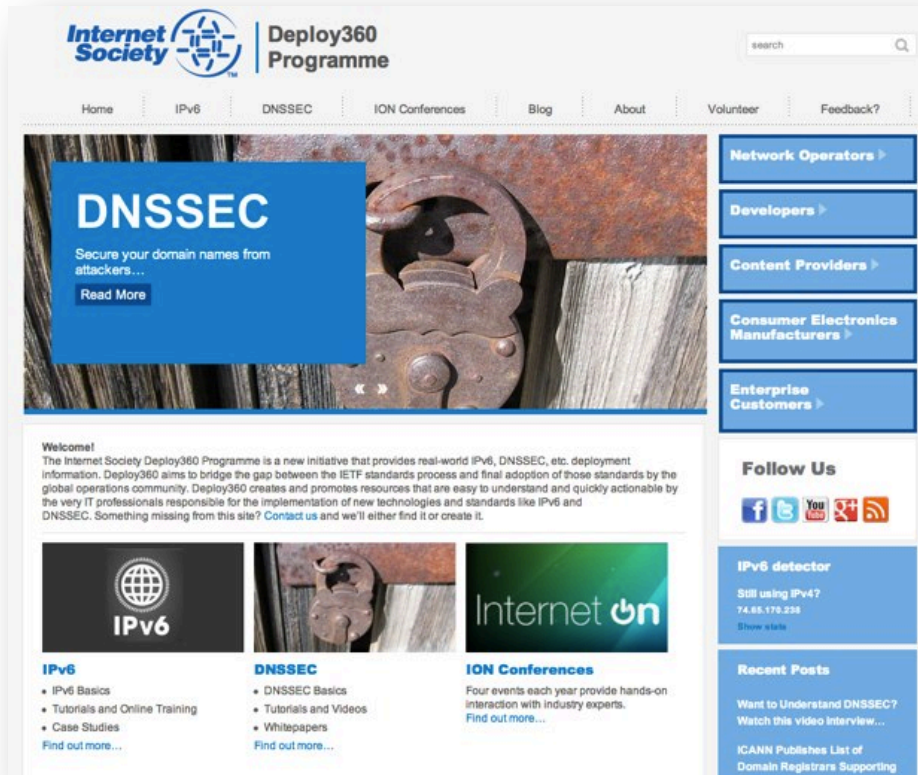 Internet
Society
TM
Deploy360
Programme
search
Home
IPv6
DNSSEC
ION Conferences
Blog
About
Volunteer
Feedback?
DNSSEC
Secure your domain names from
attackers...
Read More
« »
Network Operators
Developers
Content Providers
Consumer Electronics
Manufacturers
Enterprise
Customers
Welcome!
The Internet Society Deploy360 Programme is a new initiative that provides real-world IPv6, DNSSEC, etc. deployment
information. Deploy360 aims to bridge the gap between the IETF standards process and final adoption of those standards by the
global operations community. Deploy360 creates and promotes resources that are easy to understand and quickly actionable by
the very IT professionals responsible for the implementation of new technologies and standards like IPv6 and
DNSSEC. Something missing from this site? Contact us and we'll either find it or create it.
Follow Us
f
You
Tube
g+
IPv6 detector
Still using IPv4?
74.65.170.238
Show stats
IPv6
IPv6
• IPv6 Basics
• Tutorials and Online Training
• Case Studies
Find out more...
DNSSEC
• DNSSEC Basics
• Tutorials and Videos
• Whitepapers
Find out more...
Internet on
ION Conferences
Four events each year provide hands-on
interaction with industry experts.
Find out more...
Recent Posts
Want to Understand DNSSEC?
Watch this video interview...
ICANN Publishes List of
Domain Registrars Supporting